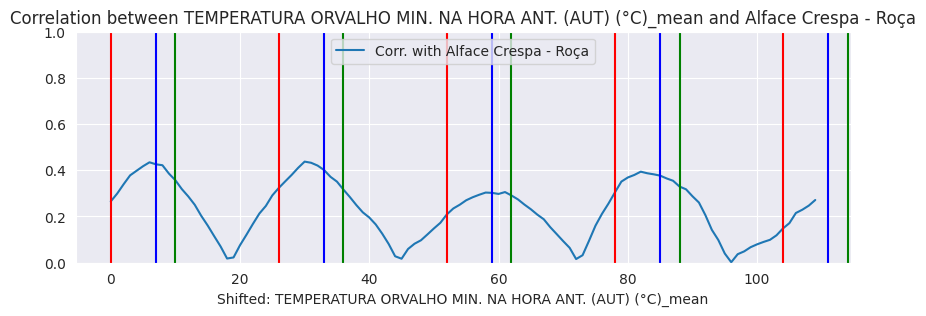 Correlation between TEMPERATURA ORVALHO MIN. NA HORA ANT. (AUT) (°C)_mean and Alface Crespa - Roça
1.0
Corr. with Alface Crespa - Roça
0.8
0.6
0.4
0.2
0.0
0 20 40 60 80 100
Shifted: TEMPERATURA ORVALHO MIN. NA HORA ANT. (AUT) (°C)_mean